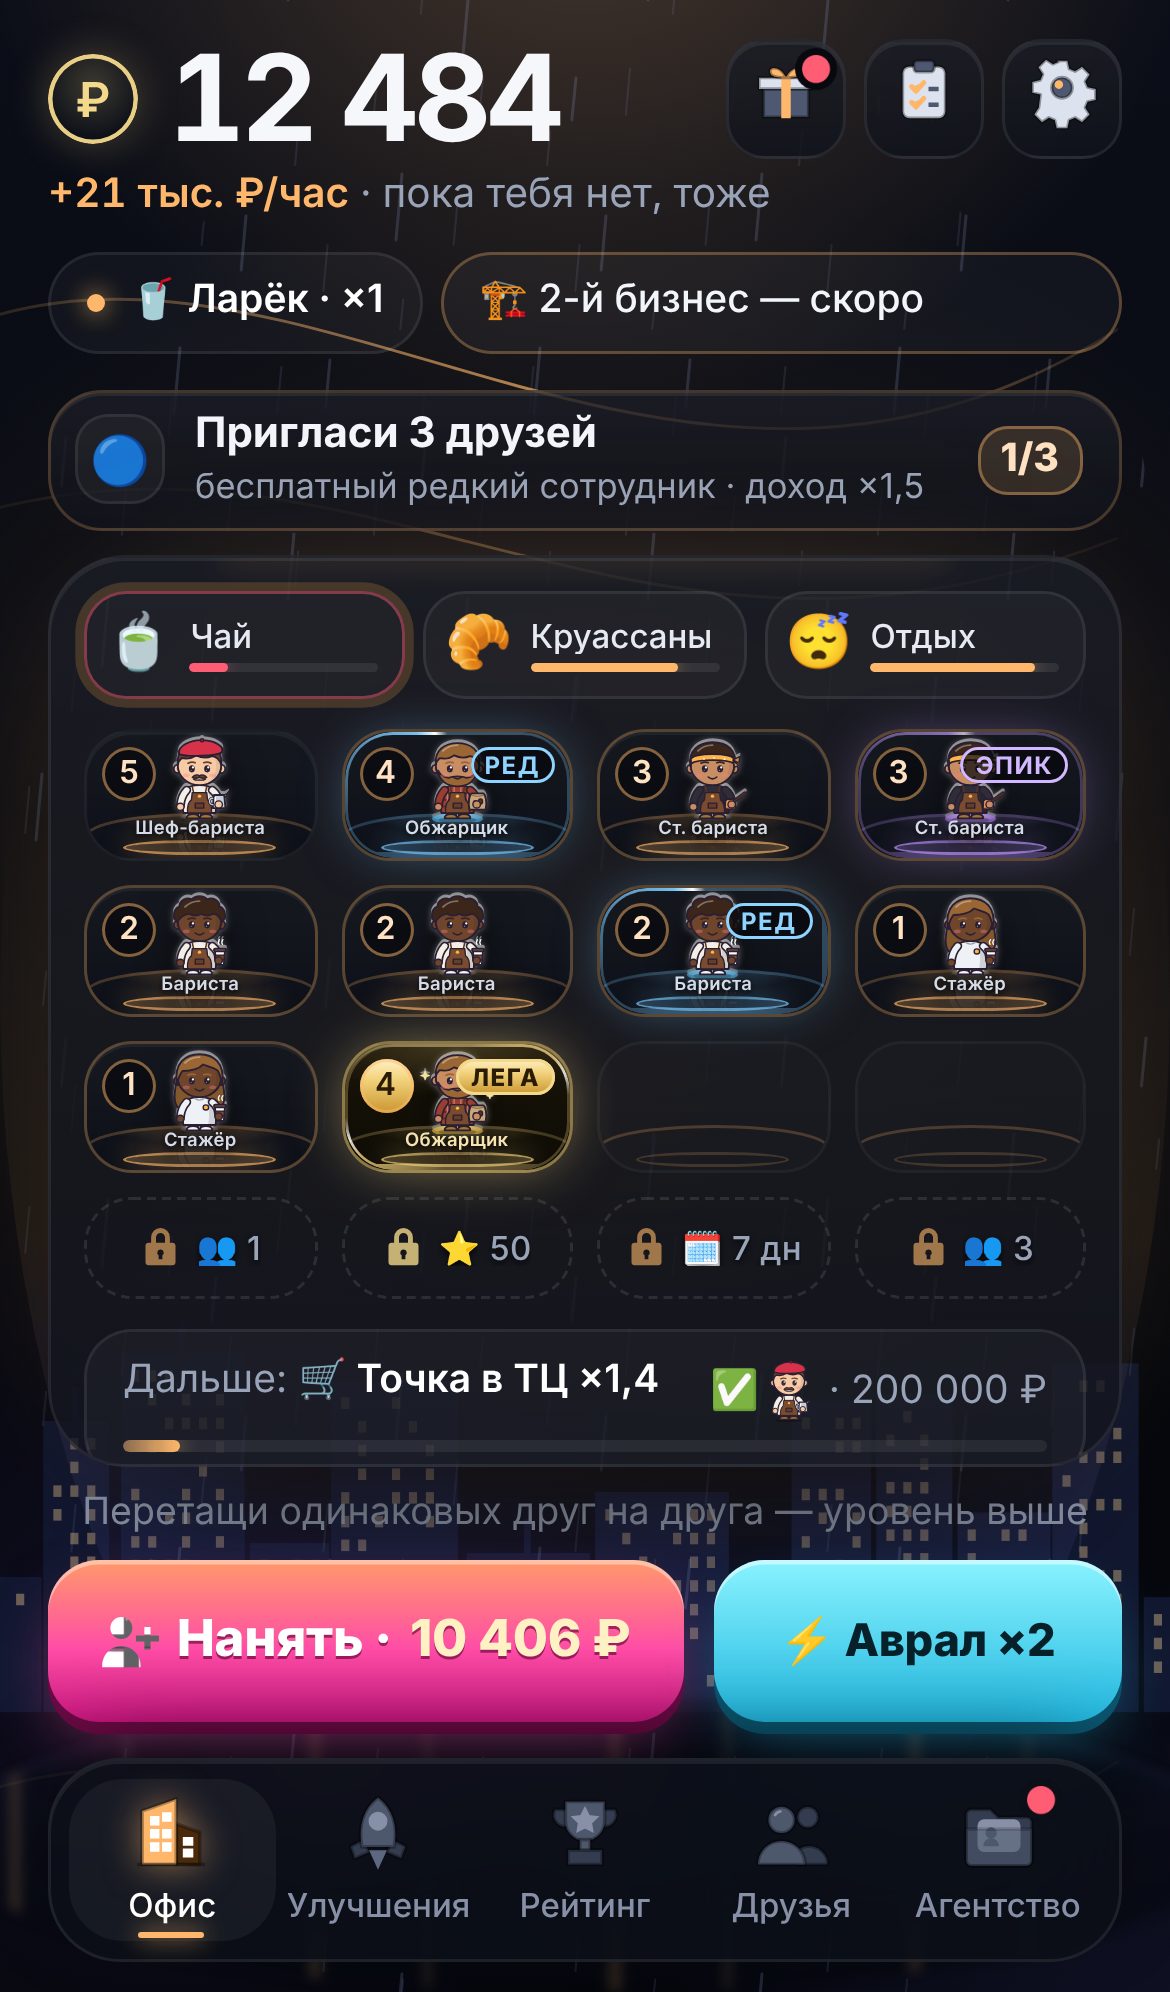 ₽ 12 484
+21 тыс. ₽/час · пока тебя нет, тоже
Ларёк · ×1
2-й бизнес — скоро
Пригласи 3 друзей
бесплатный редкий сотрудник · доход ×1,5
1/3
Чай
Круассаны
Отдых
5
Шеф-бариста
4
РЕД
Обжарщик
3
Ст. бариста
3
ЭПИК
Ст. бариста
2
Бариста
2
Бариста
2
РЕД
Бариста
1
Стажёр
1
Стажёр
4
ЛЕГА
Обжарщик
1
50
7 дн
3
Дальше: Точка в ТЦ ×1,4
· 200 000 ₽
Перетащи одинаковых друг на друга — уровень выше
Нанять · 10 406 ₽
Аврал ×2
Офис
Улучшения
Рейтинг
Друзья
Агентство